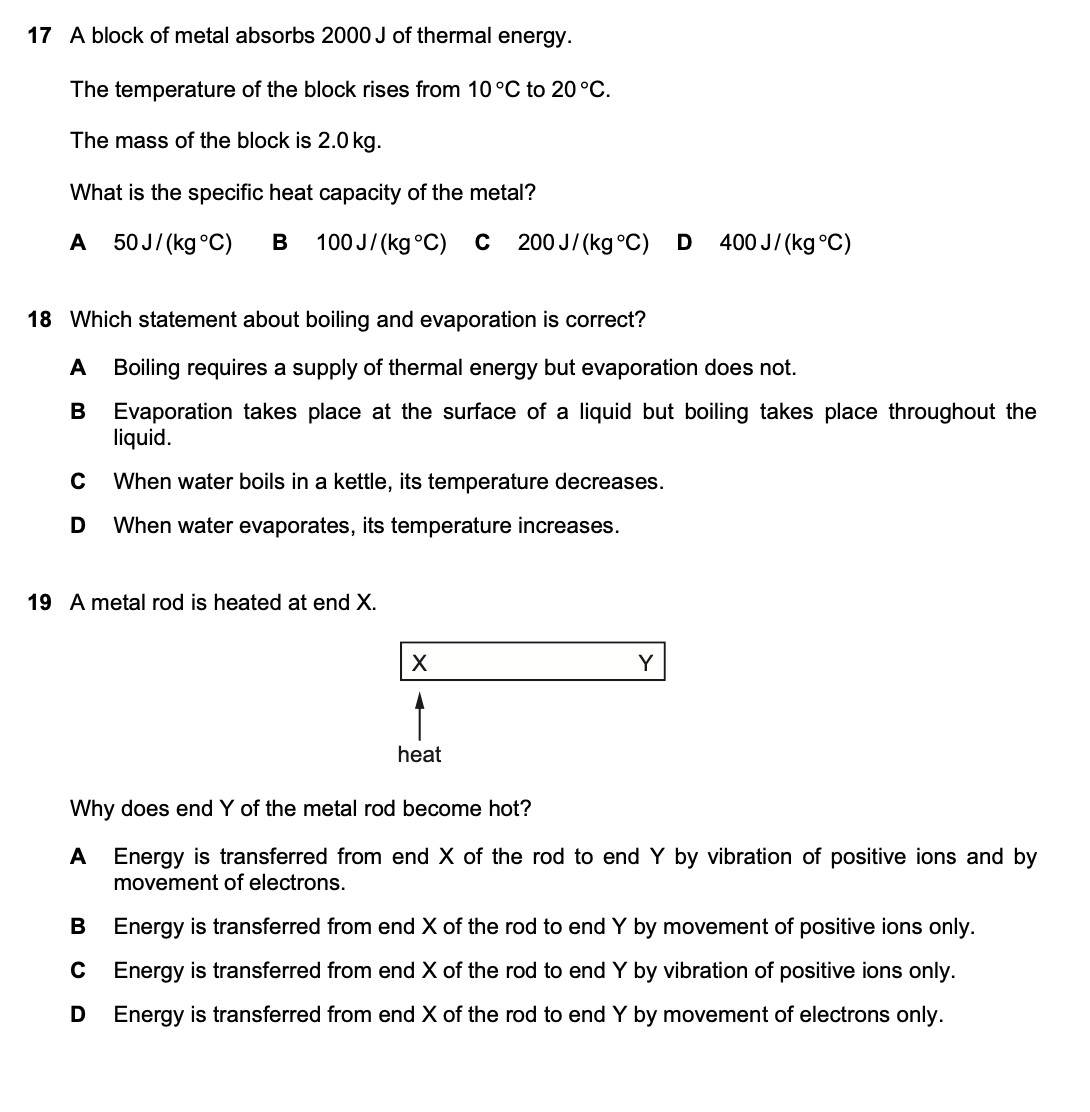 17 A block of metal absorbs 2000 J of thermal energy.
The temperature of the block rises from 10 °C to 20 °C.
The mass of the block is 2.0 kg.
What is the specific heat capacity of the metal?
A 50 J/(kg °C) B 100 J/(kg °C) C 200 J/(kg °C) D 400 J/(kg °C)
18 Which statement about boiling and evaporation is correct?
A Boiling requires a supply of thermal energy but evaporation does not.
B Evaporation takes place at the surface of a liquid but boiling takes place throughout the
liquid.
C When water boils in a kettle, its temperature decreases.
D When water evaporates, its temperature increases.
19 A metal rod is heated at end X.
X Y
heat
Why does end Y of the metal rod become hot?
A Energy is transferred from end X of the rod to end Y by vibration of positive ions and by
movement of electrons.
B Energy is transferred from end X of the rod to end Y by movement of positive ions only.
C Energy is transferred from end X of the rod to end Y by vibration of positive ions only.
D Energy is transferred from end X of the rod to end Y by movement of electrons only.